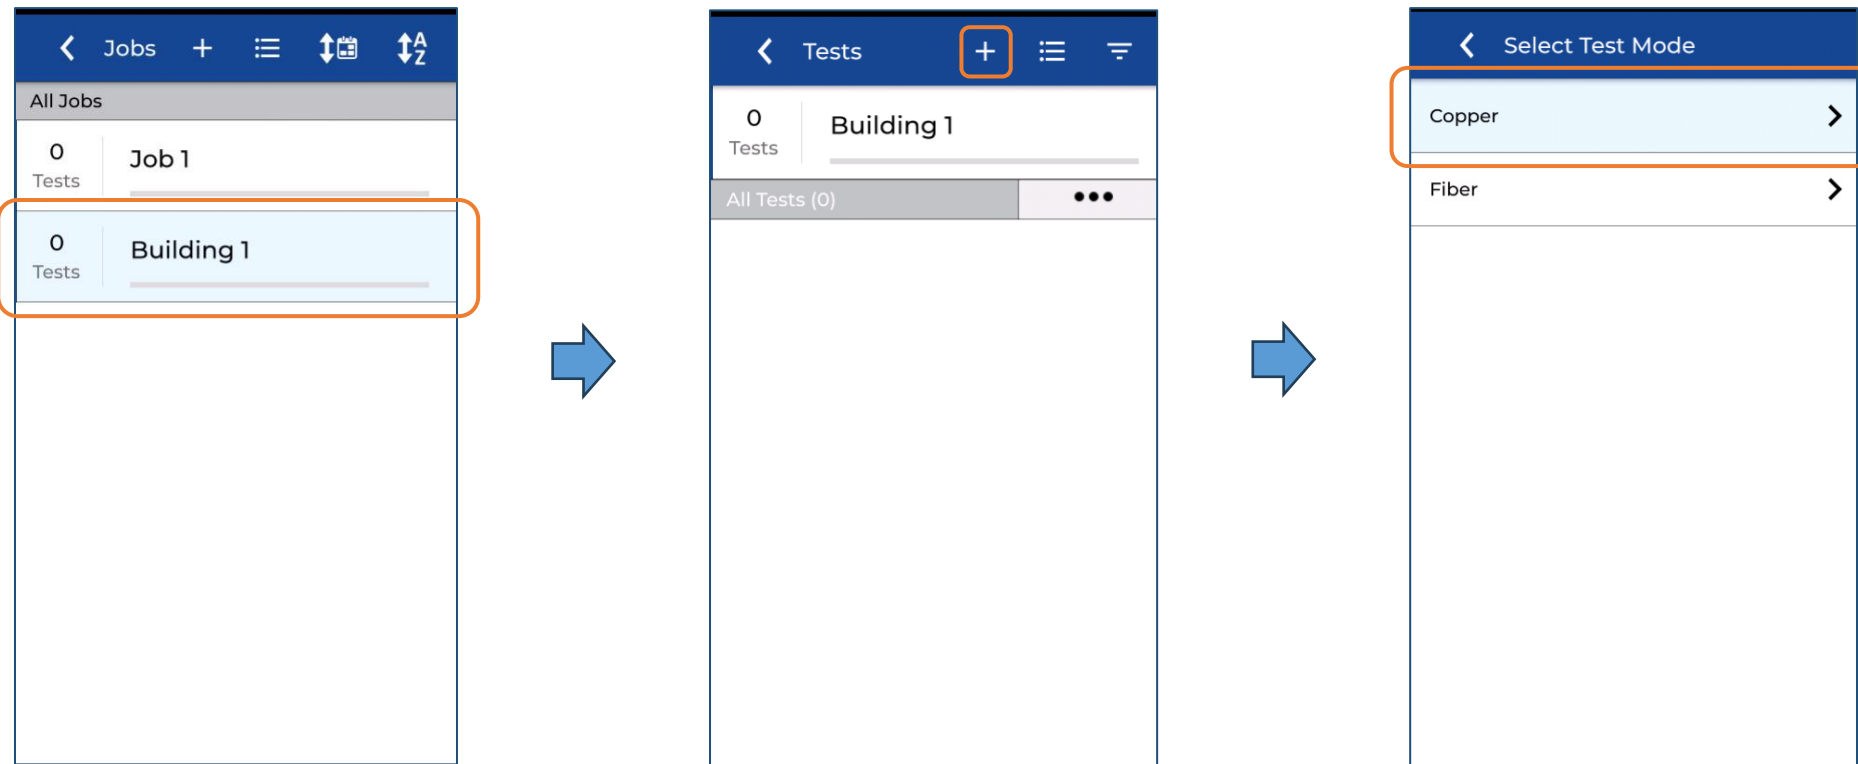 Jobs
All Jobs
0
Tests
Job 1
0
Tests
Building 1
Tests
0
Tests
Building 1
All Tests (0)
Select Test Mode
Copper
Fiber